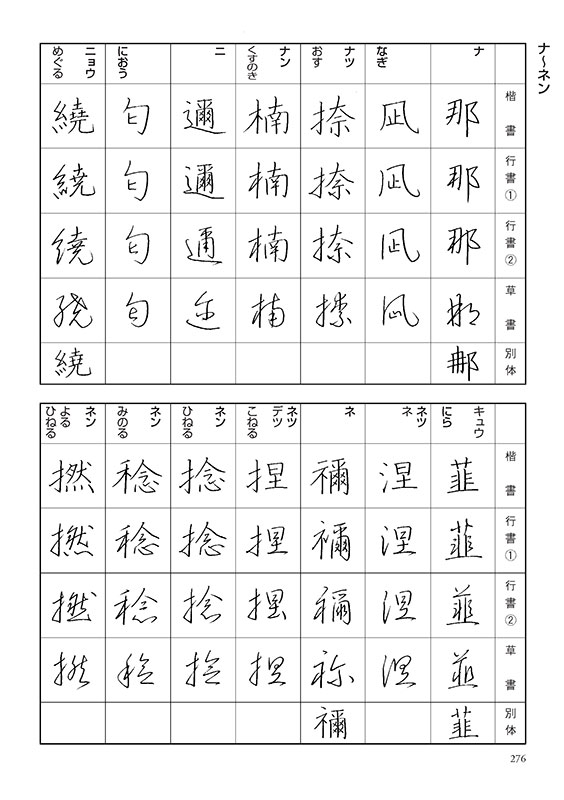 ナ〜ネン
楷書 行書① 行書② 草書 別体
ナ
那 那 那 那 那
なぎ
凪 凪 凪 凪
ナツ
おす
捺 捺 捺 捺
ナン
くすのき
楠 楠 楠 楠
ニ
邇 邇 邇 邇
におう
匂 匂 匂 匂
ニョウ
めぐる
繞 繞 繞 繞 繞
楷書 行書① 行書② 草書 別体
キュウ
にら
韮 韮 韮 韮 韮
ネツ
ネ
涅 涅 涅 涅
ネ
禰 禰 禰 禰 禰
ネツ
デツ
こねる
捏 捏 捏 捏
ネン
ひねる
捻 捻 捻 捻
ネン
みのる
稔 稔 稔 稔
ネン
よる
ひねる
撚 撚 撚 撚
276